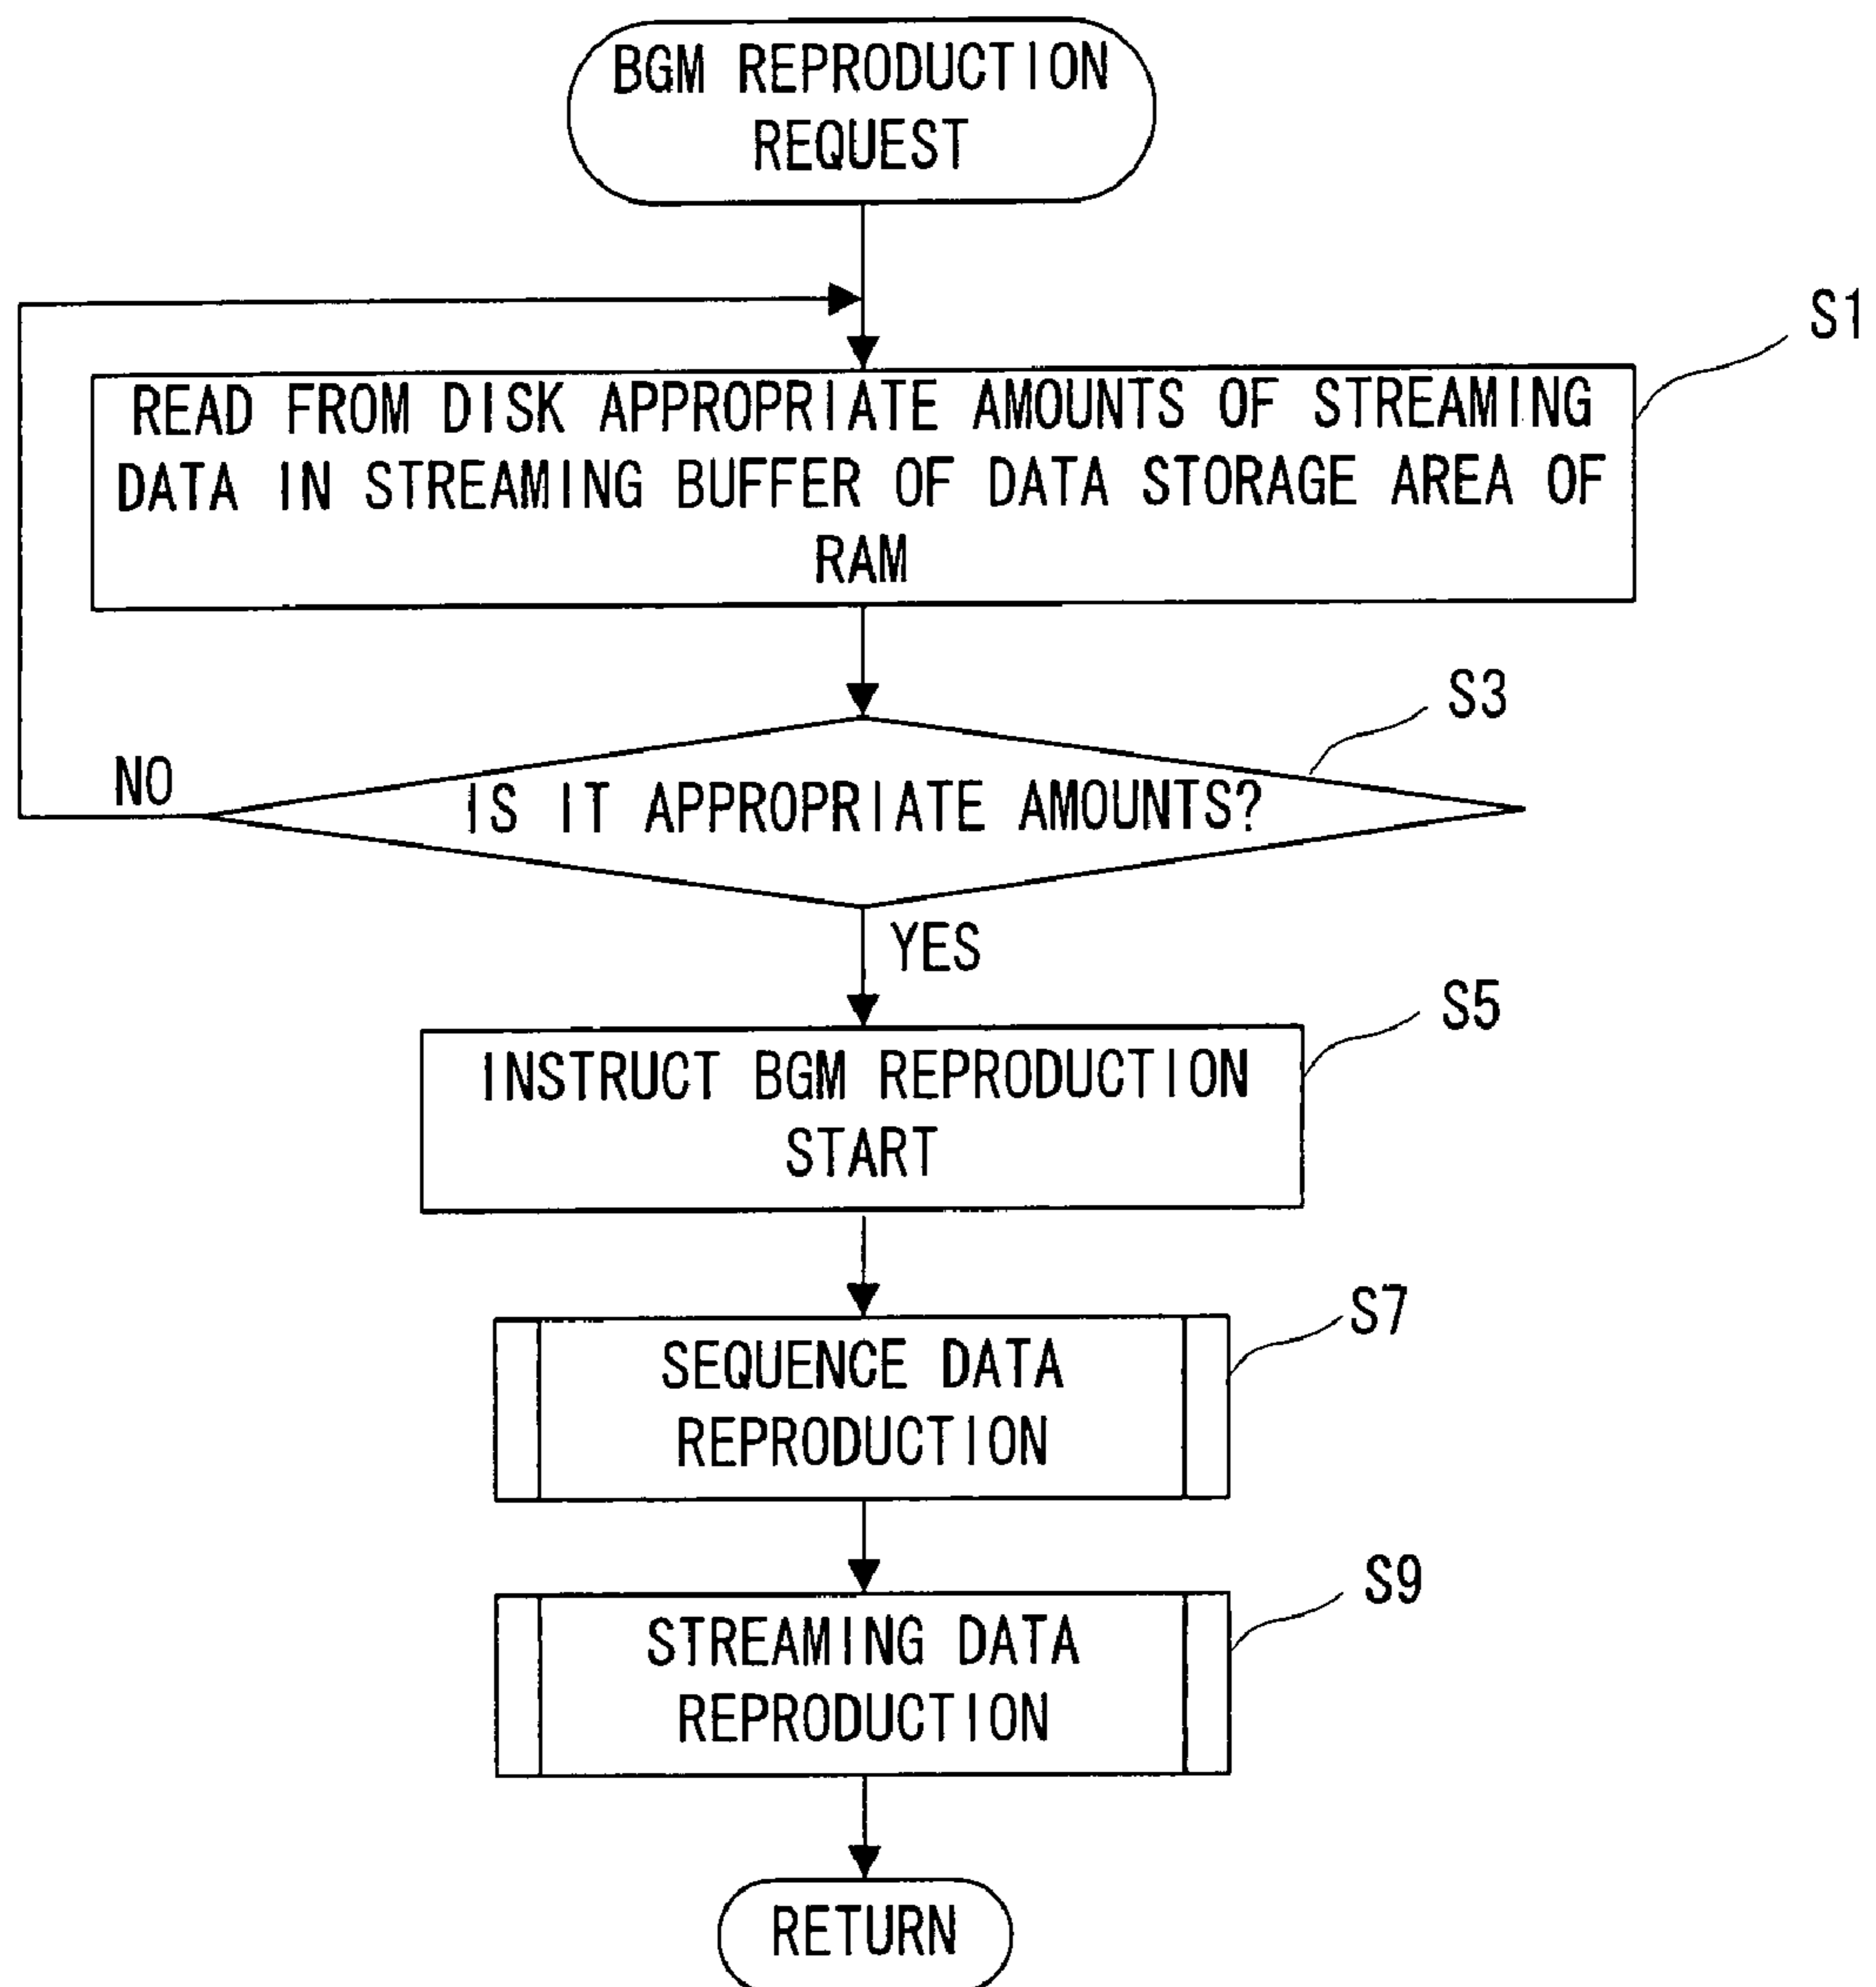 BGM REPRODUCTION
REQUEST
S1
READ FROM DISK APPROPRIATE AMOUNTS OF STREAMING
DATA IN STREAMING BUFFER OF DATA STORAGE AREA OF
RAM
S3
NO
IS IT APPROPRIATE AMOUNTS?
YES
S5
INSTRUCT BGM REPRODUCTION
START
S7
SEQUENCE DATA
REPRODUCTION
S9
STREAMING DATA
REPRODUCTION
RETURN